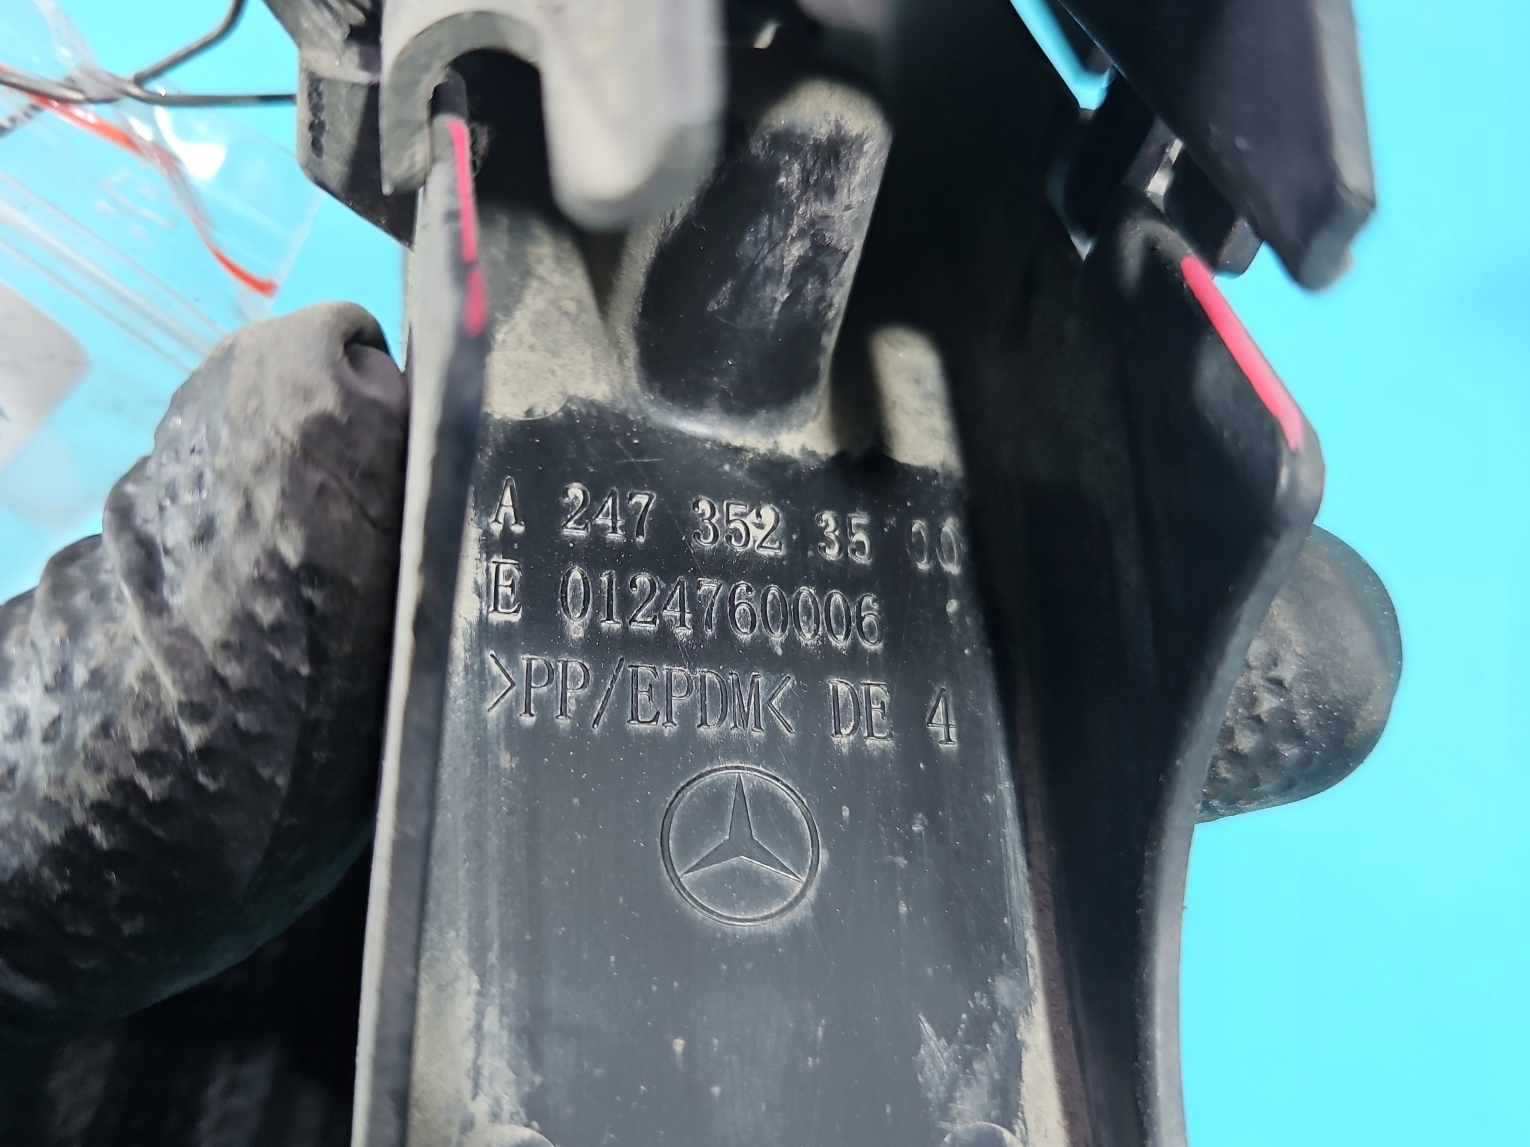 A 247 352 35 00
E 0124760006
>PP/EPDM< DE 4